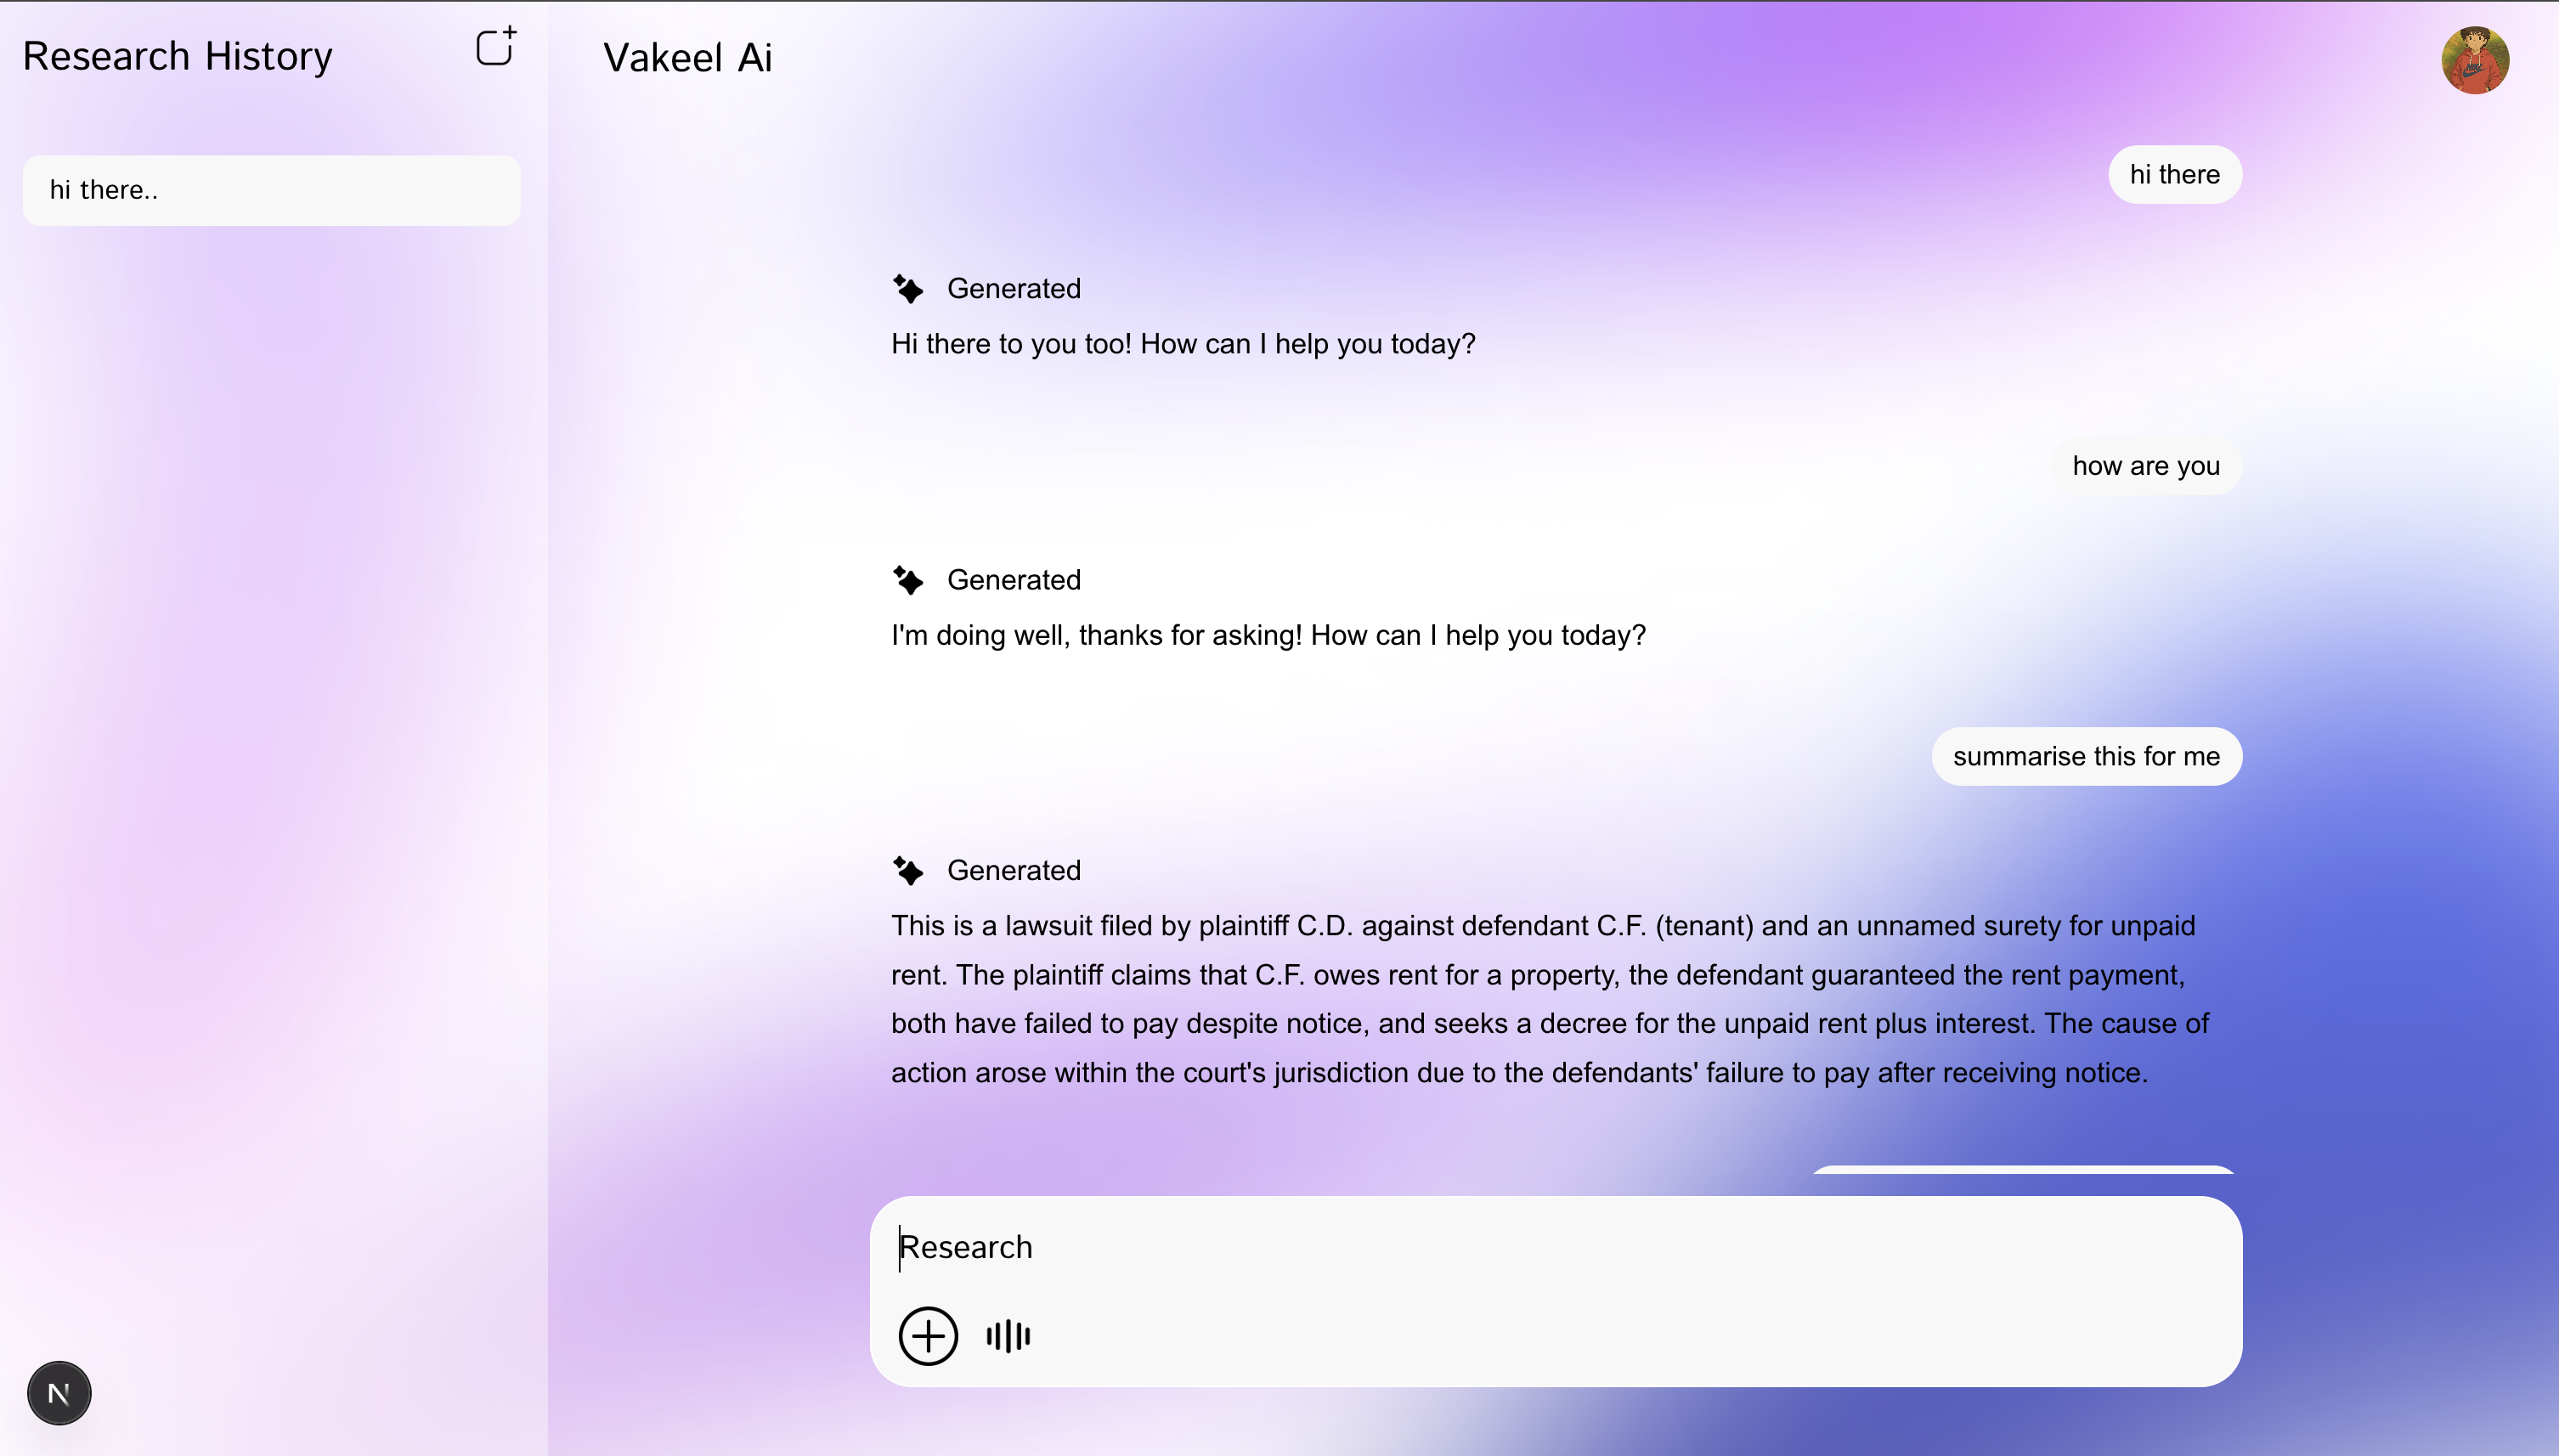 Research History
hi there..
Vakeel Ai
hi there
Generated
Hi there to you too! How can I help you today?
how are you
Generated
I'm doing well, thanks for asking! How can I help you today?
summarise this for me
Generated
This is a lawsuit filed by plaintiff C.D. against defendant C.F. (tenant) and an unnamed surety for unpaid
rent. The plaintiff claims that C.F. owes rent for a property, the defendant guaranteed the rent payment,
both have failed to pay despite notice, and seeks a decree for the unpaid rent plus interest. The cause of
action arose within the court's jurisdiction due to the defendants' failure to pay after receiving notice.
Research
N